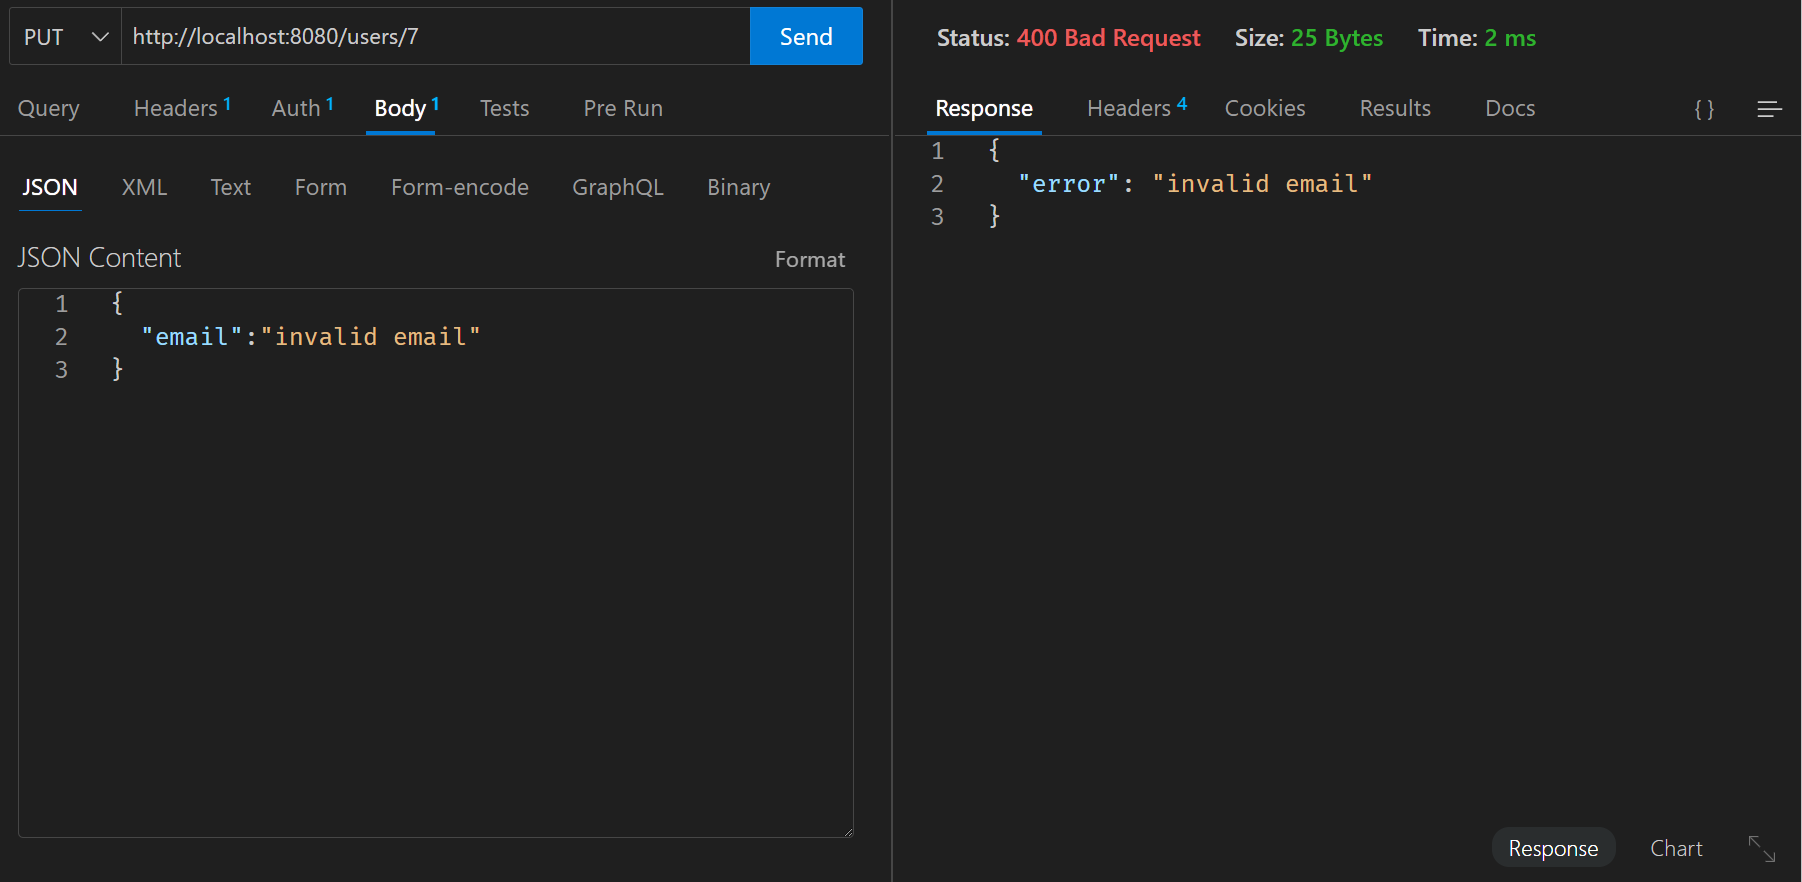 PUT http://localhost:8080/users/7 Send
Query Headers 1 Auth 1 Body 1 Tests Pre Run
JSON XML Text Form Form-encode GraphQL Binary
JSON Content Format
1 {
2 "email":"invalid email"
3 }
Status: 400 Bad Request Size: 25 Bytes Time: 2 ms
Response Headers 4 Cookies Results Docs { }
1 {
2 "error": "invalid email"
3 }
Response Chart